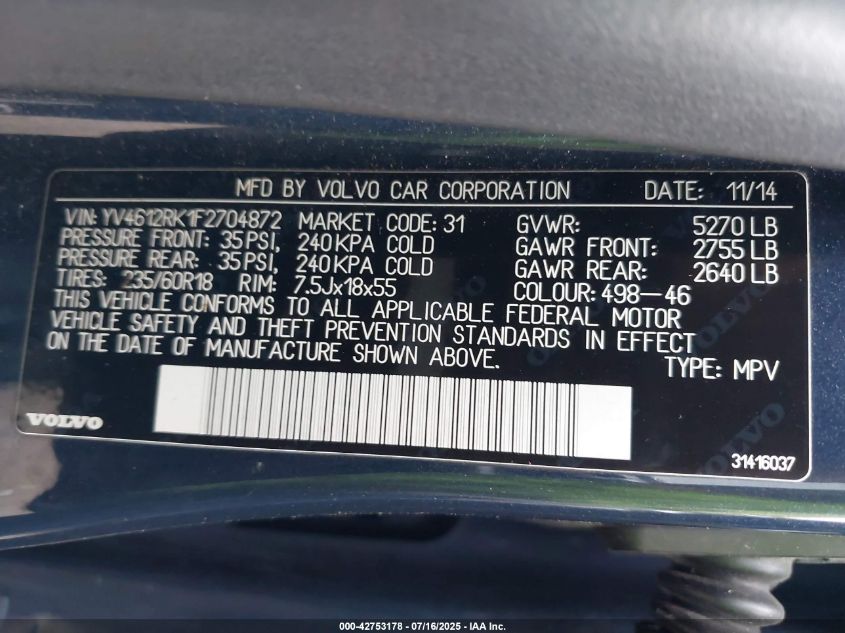 MFD BY VOLVO CAR CORPORATION DATE: 11/14
VIN: YV4612RK1F2704872 MARKET CODE: 31 GVWR: 5270 LB
PRESSURE FRONT: 35 PSI, 240 KPA COLD GAWR FRONT: 2755 LB
PRESSURE REAR: 35 PSI, 240 KPA COLD GAWR REAR: 2640 LB
TIRES: 235/60R18 RIM: 7.5Jx18x55 COLOUR: 498-46
THIS VEHICLE CONFORMS TO ALL APPLICABLE FEDERAL MOTOR
VEHICLE SAFETY AND THEFT PREVENTION STANDARDS IN EFFECT
ON THE DATE OF MANUFACTURE SHOWN ABOVE. TYPE: MPV
VOLVO
31416037
000-42753178 - 07/16/2025 - IAA Inc.